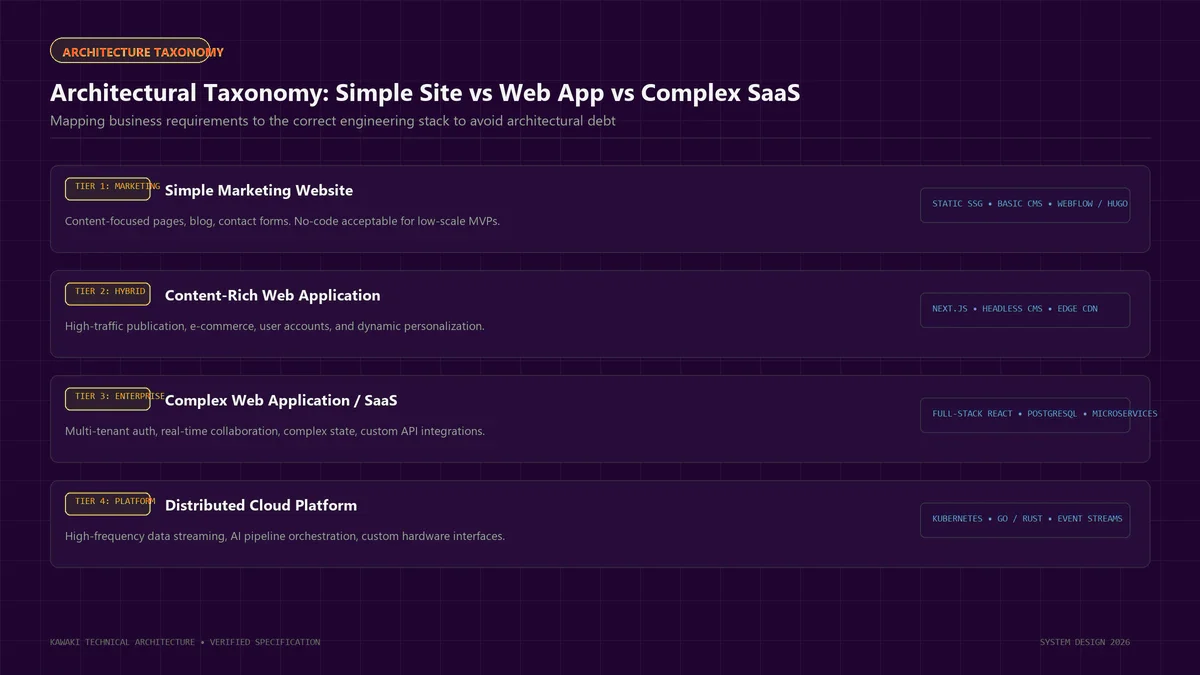 ARCHITECTURE TAXONOMY
Architectural Taxonomy: Simple Site vs Web App vs Complex SaaS
Mapping business requirements to the correct engineering stack to avoid architectural debt
TIER 1: MARKETING
Simple Marketing Website
Content-focused pages, blog, contact forms. No-code acceptable for low-scale MVPs.
STATIC SSG • BASIC CMS • WEBFLOW / HUGO
TIER 2: HYBRID
Content-Rich Web Application
High-traffic publication, e-commerce, user accounts, and dynamic personalization.
NEXT.JS • HEADLESS CMS • EDGE CDN
TIER 3: ENTERPRISE
Complex Web Application / SaaS
Multi-tenant auth, real-time collaboration, complex state, custom API integrations.
FULL-STACK REACT • POSTGRESQL • MICROSERVICES
TIER 4: PLATFORM
Distributed Cloud Platform
High-frequency data streaming, AI pipeline orchestration, custom hardware interfaces.
KUBERNETES • GO / RUST • EVENT STREAMS
KAWAKI TECHNICAL ARCHITECTURE • VERIFIED SPECIFICATION
SYSTEM DESIGN 2026